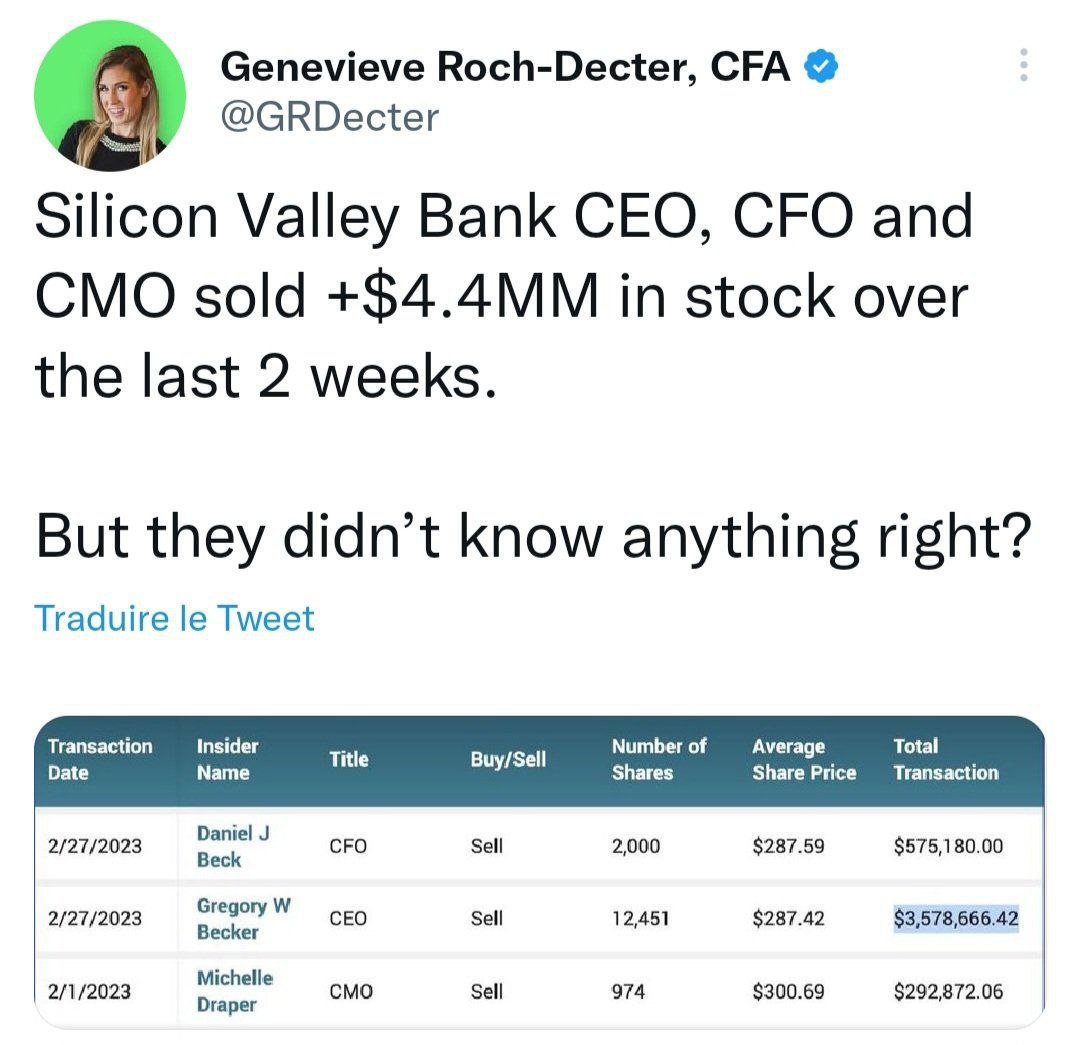 Genevieve Roch-Decter, CFA
@GRDecter
Silicon Valley Bank CEO, CFO and
CMO sold +$4.4MM in stock over
the last 2 weeks.
But they didn’t know anything right?
Traduire le Tweet
Transaction Date Insider Name Title Buy/Sell Number of Shares Average Share Price Total Transaction
2/27/2023 Daniel J Beck CFO Sell 2,000 $287.59 $575,180.00
2/27/2023 Gregory W Becker CEO Sell 12,451 $287.42 $3,578,666.42
2/1/2023 Michelle Draper CMO Sell 974 $300.69 $292,872.06